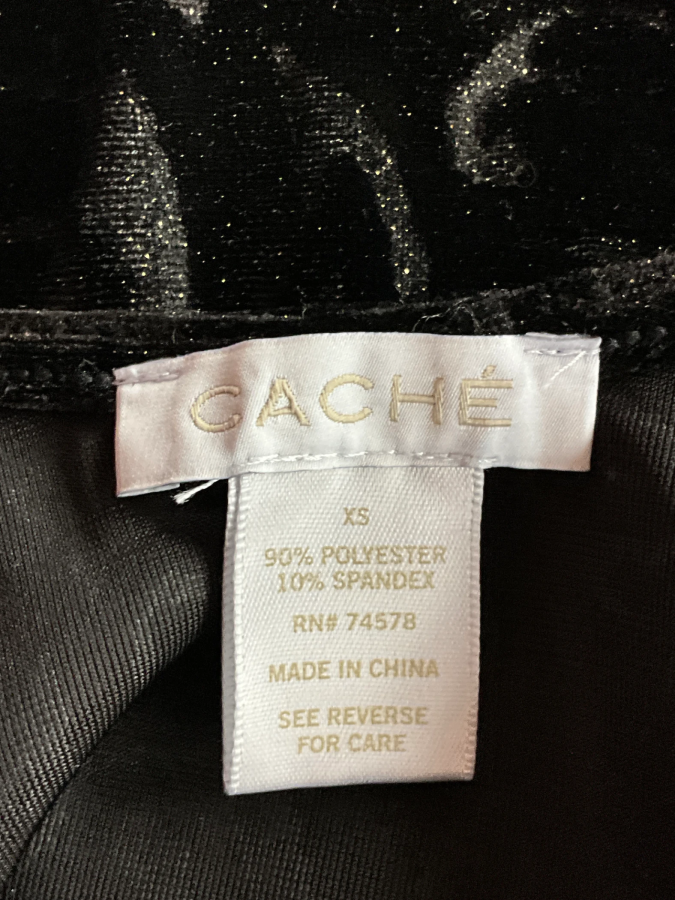 CACHÉ
XS
90% POLYESTER
10% SPANDEX
RN# 74578
MADE IN CHINA
SEE REVERSE
FOR CARE